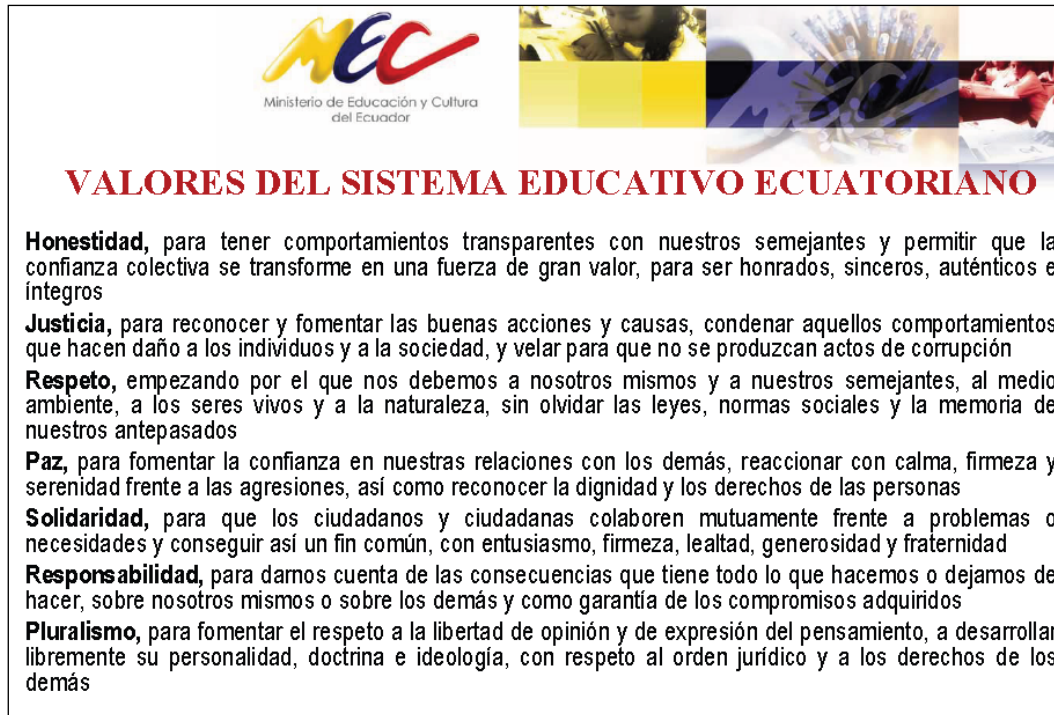 MEC
Ministerio de Educación y Cultura
del Ecuador
VALORES DEL SISTEMA EDUCATIVO ECUATORIANO
Honestidad, para tener comportamientos transparentes con nuestros semejantes y permitir que la
confianza colectiva se transforme en una fuerza de gran valor, para ser honrados, sinceros, auténticos e
íntegros
Justicia, para reconocer y fomentar las buenas acciones y causas, condenar aquellos comportamientos
que hacen daño a los individuos y a la sociedad, y velar para que no se produzcan actos de corrupción
Respeto, empezando por el que nos debemos a nosotros mismos y a nuestros semejantes, al medio
ambiente, a los seres vivos y a la naturaleza, sin olvidar las leyes, normas sociales y la memoria de
nuestros antepasados
Paz, para fomentar la confianza en nuestras relaciones con los demás, reaccionar con calma, firmeza y
serenidad frente a las agresiones, así como reconocer la dignidad y los derechos de las personas
Solidaridad, para que los ciudadanos y ciudadanas colaboren mutuamente frente a problemas o
necesidades y conseguir así un fin común, con entusiasmo, firmeza, lealtad, generosidad y fraternidad
Responsabilidad, para darnos cuenta de las consecuencias que tiene todo lo que hacemos o dejamos de
hacer, sobre nosotros mismos o sobre los demás y como garantía de los compromisos adquiridos
Pluralismo, para fomentar el respeto a la libertad de opinión y de expresión del pensamiento, a desarrollar
libremente su personalidad, doctrina e ideología, con respeto al orden jurídico y a los derechos de los
demás